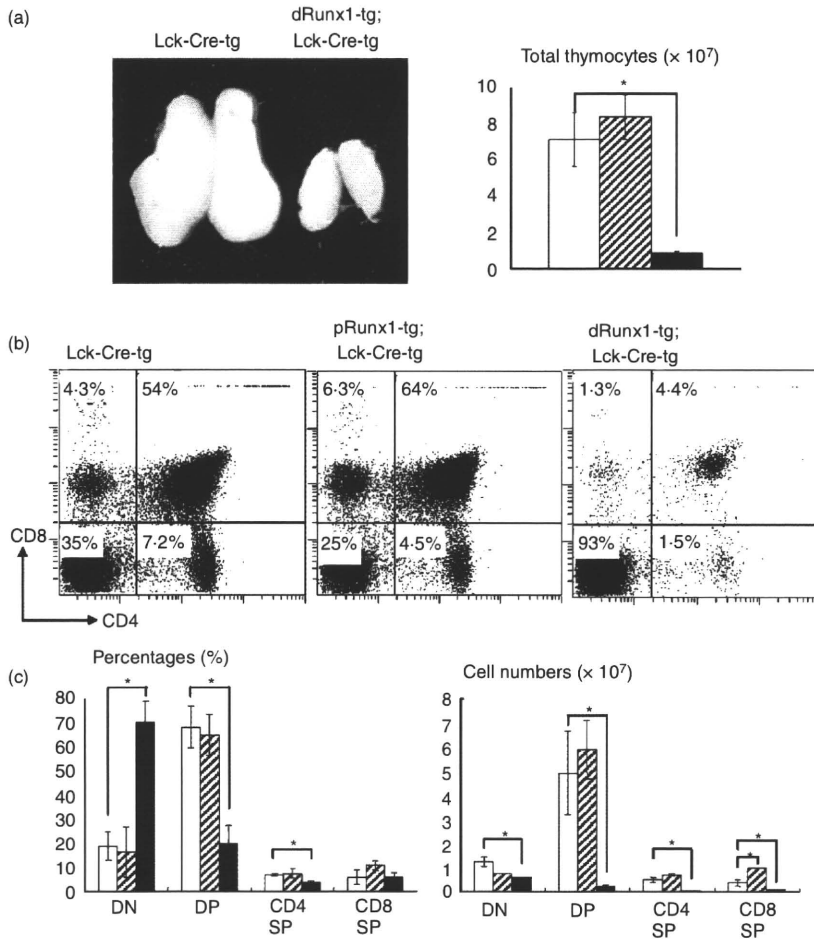 (a)
Lck-Cre-tg
dRunx1-tg;
Lck-Cre-tg
Total thymocytes (× 10⁷)
*
10
8
6
4
2
0
(b)
Lck-Cre-tg
pRunx1-tg;
Lck-Cre-tg
dRunx1-tg;
Lck-Cre-tg
4·3% 54%
35% 7·2%
6·3% 64%
25% 4·5%
1·3% 4·4%
93% 1·5%
CD8
CD4
(c)
Percentages (%)
80
70
60
50
40
30
20
10
0
* * *
DN DP CD4 SP CD8 SP
Cell numbers (× 10⁷)
8
7
6
5
4
3
2
1
0
* * * * *
DN DP CD4 SP CD8 SP